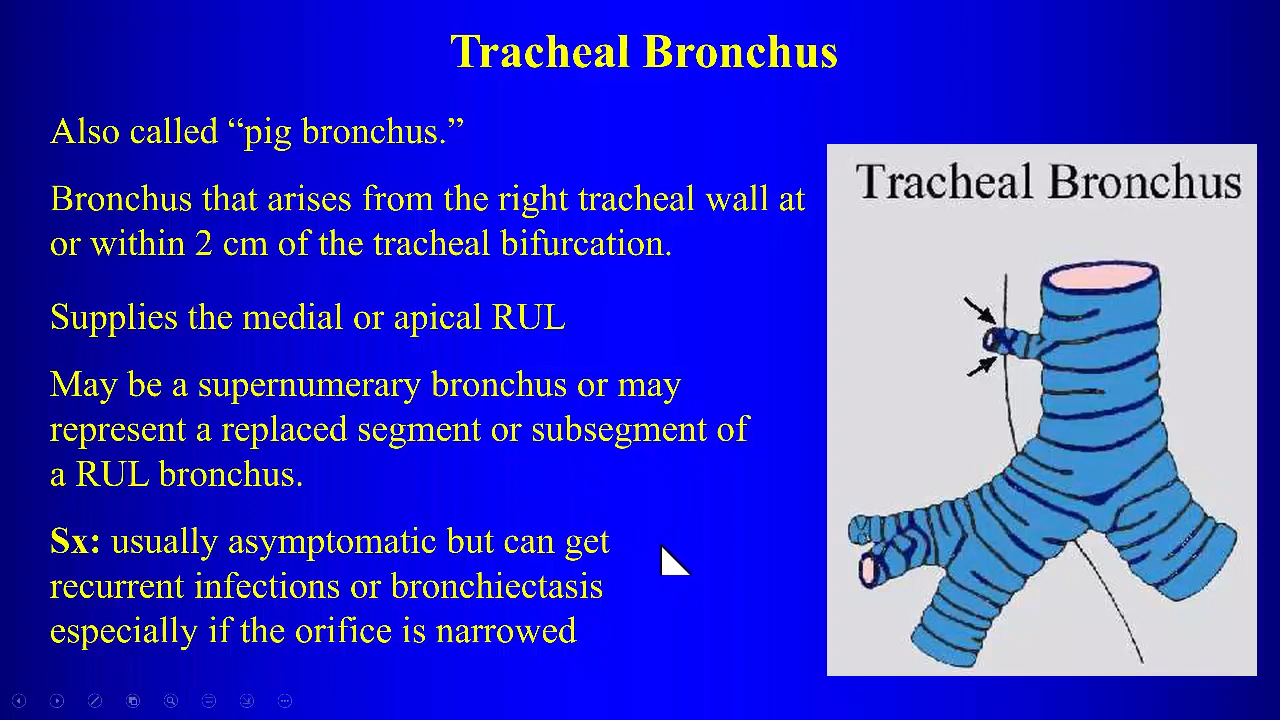 Tracheal Bronchus
Also called “pig bronchus.”
Bronchus that arises from the right tracheal wall at
or within 2 cm of the tracheal bifurcation.
Supplies the medial or apical RUL
May be a supernumerary bronchus or may
represent a replaced segment or subsegment of
a RUL bronchus.
Sx: usually asymptomatic but can get
recurrent infections or bronchiectasis
especially if the orifice is narrowed
Tracheal Bronchus